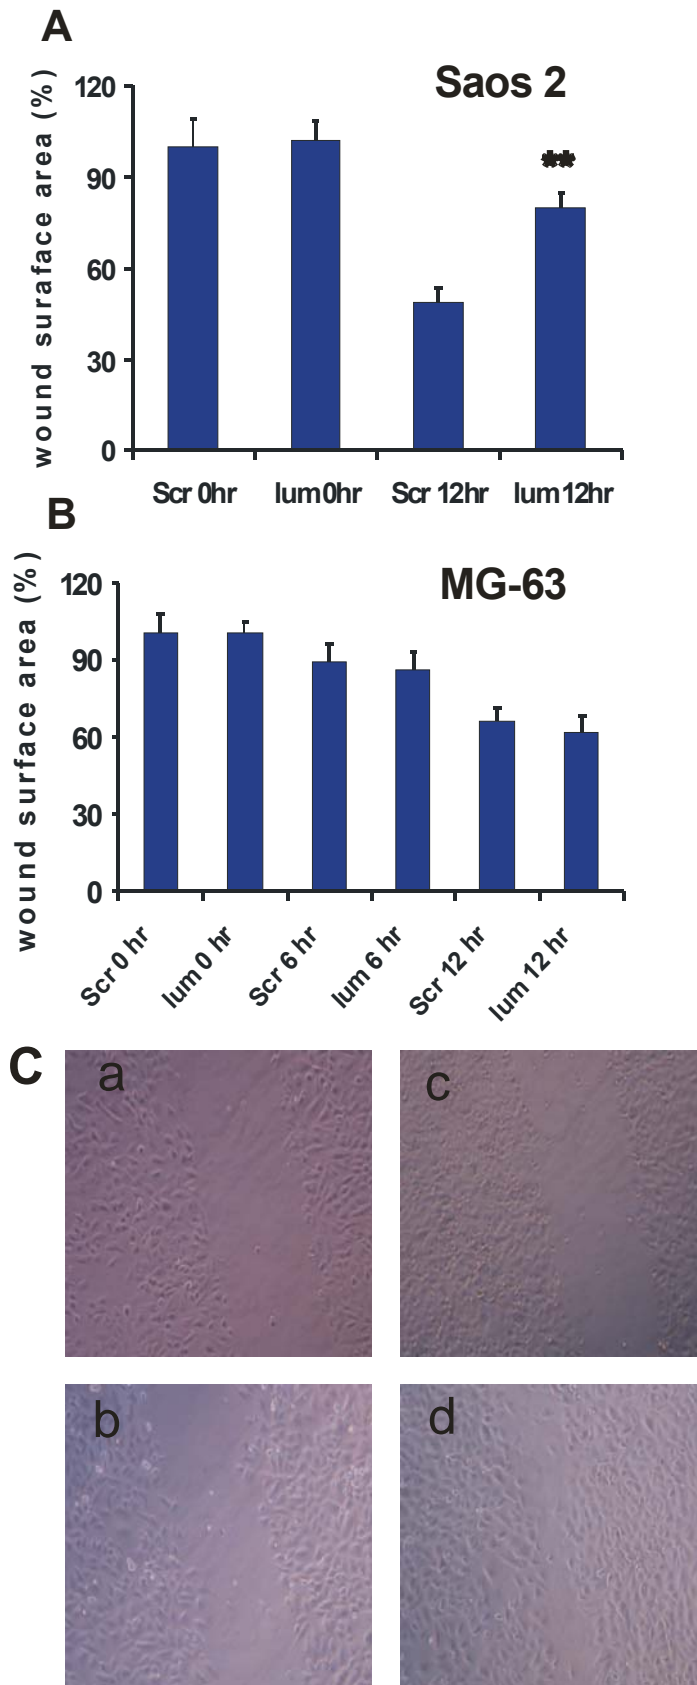 A
Saos 2
wound suraface area (%)
120
90
60
30
0
**
Scr 0hr lum0hr Scr 12hr lum12hr
B
MG-63
wound surface area (%)
120
90
60
30
0
Scr 0 hr
lum 0 hr
Scr 6 hr
lum 6 hr
Scr 12 hr
lum 12 hr
C
a
c
b
d